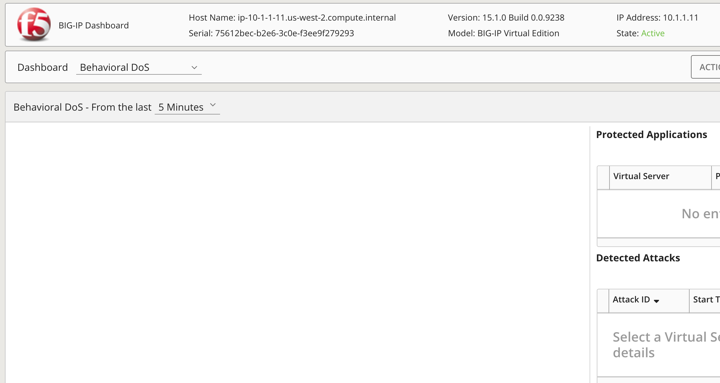 f5
BIG-IP Dashboard
Host Name: ip-10-1-1-11.us-west-2.compute.internal
Serial: 75612bec-b2e6-3c0e-f3ee9f279293
Version: 15.1.0 Build 0.0.9238
Model: BIG-IP Virtual Edition
IP Address: 10.1.1.11
State: Active
Dashboard Behavioral DoS
ACTI
Behavioral DoS - From the last 5 Minutes
Protected Applications
Virtual Server P
No en
Detected Attacks
Attack ID Start T
Select a Virtual Se
details